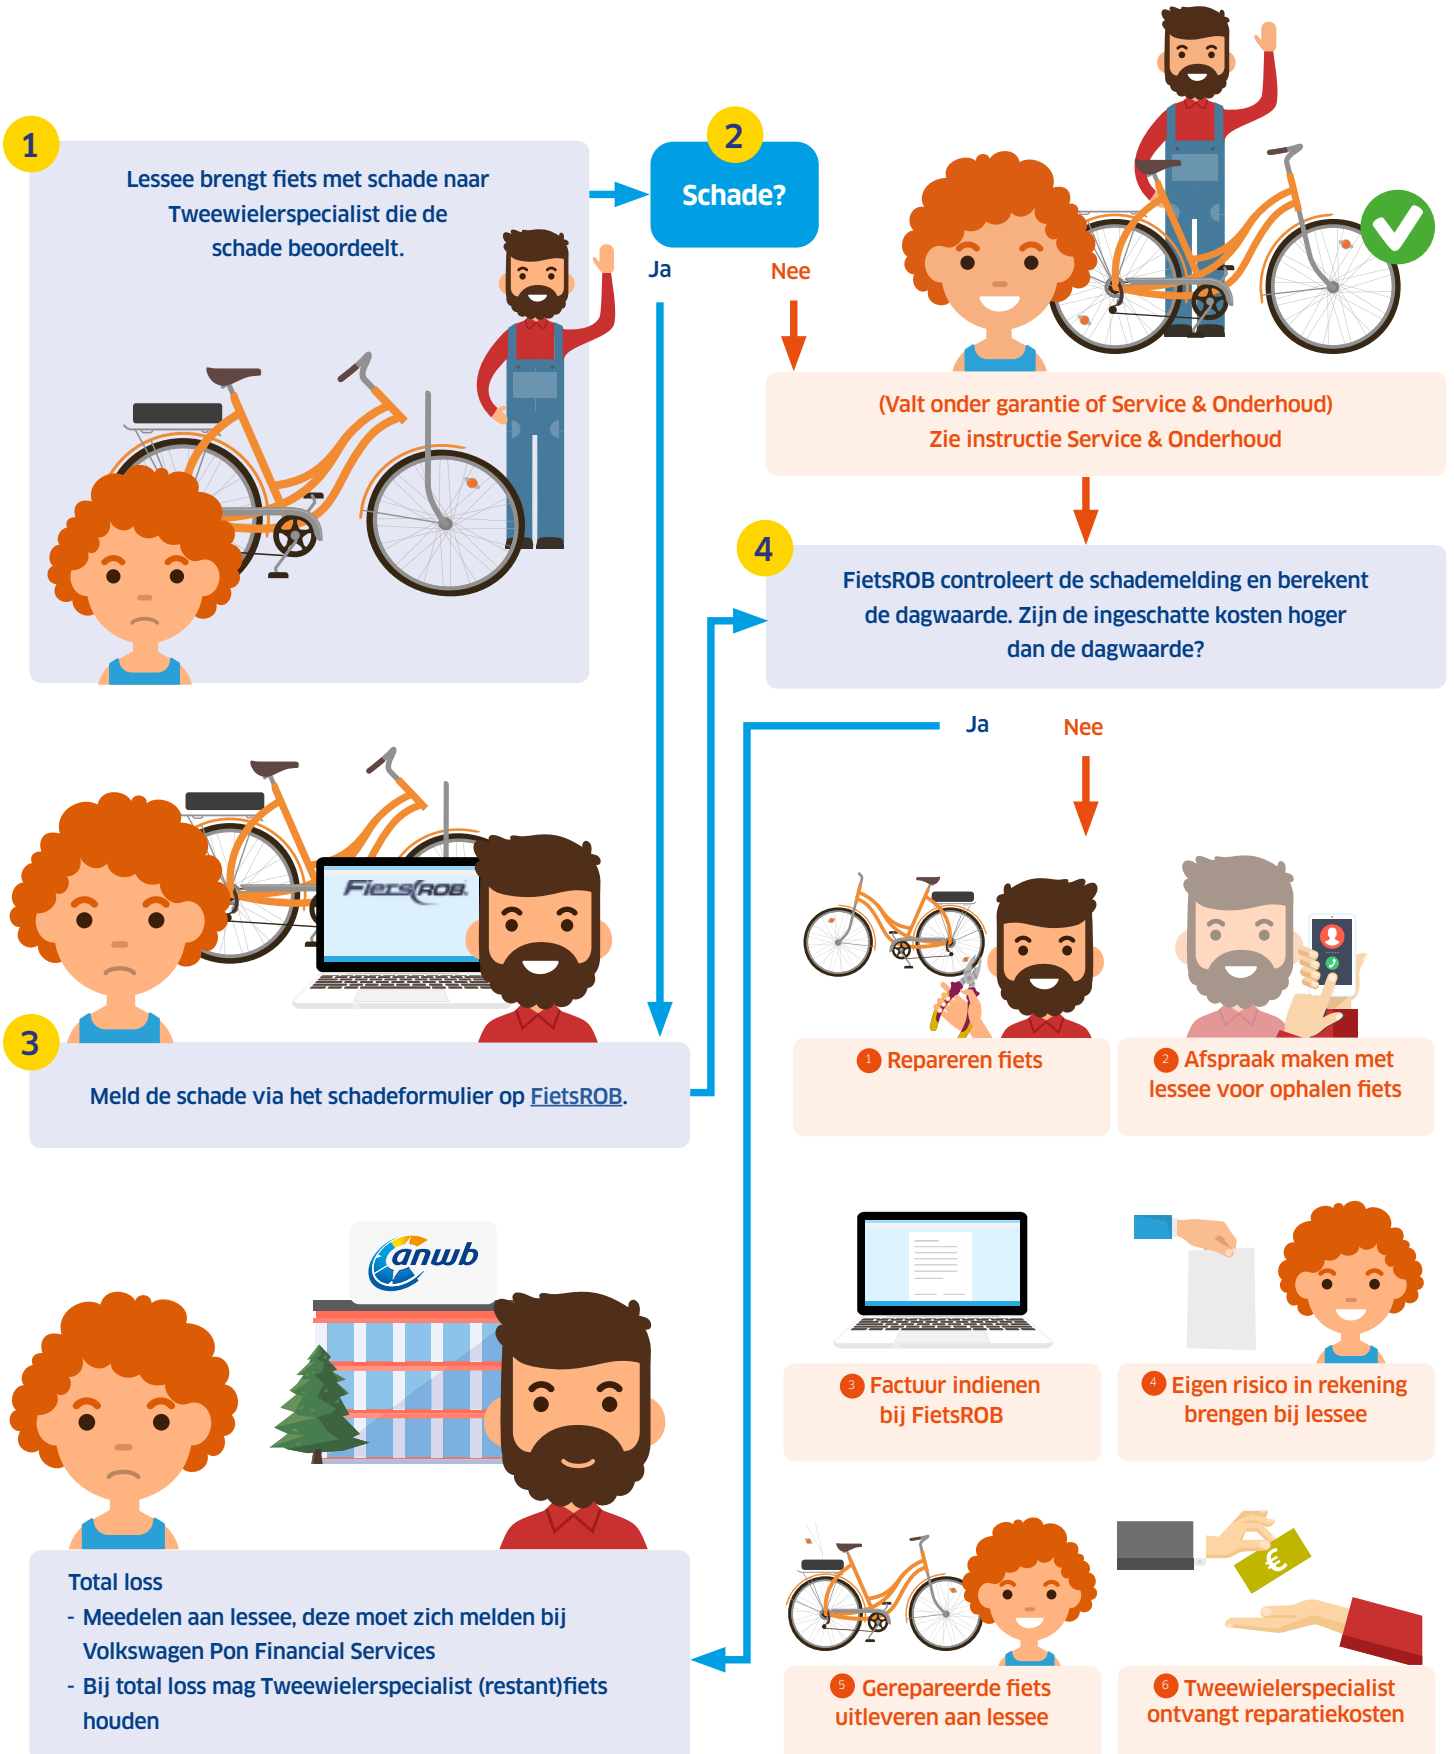 1
Lessee brengt fiets met schade naar
Tweewielerspecialist die de
schade beoordeelt.
2
Schade?
Ja
Nee
(Valt onder garantie of Service & Onderhoud)
Zie instructie Service & Onderhoud
FietsROB
3
Meld de schade via het schadeformulier op FietsROB.
4
FietsROB controleert de schademelding en berekent
de dagwaarde. Zijn de ingeschatte kosten hoger
dan de dagwaarde?
Ja
Nee
1 Repareren fiets
2 Afspraak maken met
lessee voor ophalen fiets
3 Factuur indienen
bij FietsROB
4 Eigen risico in rekening
brengen bij lessee
€
5 Gerepareerde fiets
uitleveren aan lessee
6 Tweewielerspecialist
ontvangt reparatiekosten
anwb
Total loss
- Meedelen aan lessee, deze moet zich melden bij
Volkswagen Pon Financial Services
- Bij total loss mag Tweewielerspecialist (restant)fiets
houden